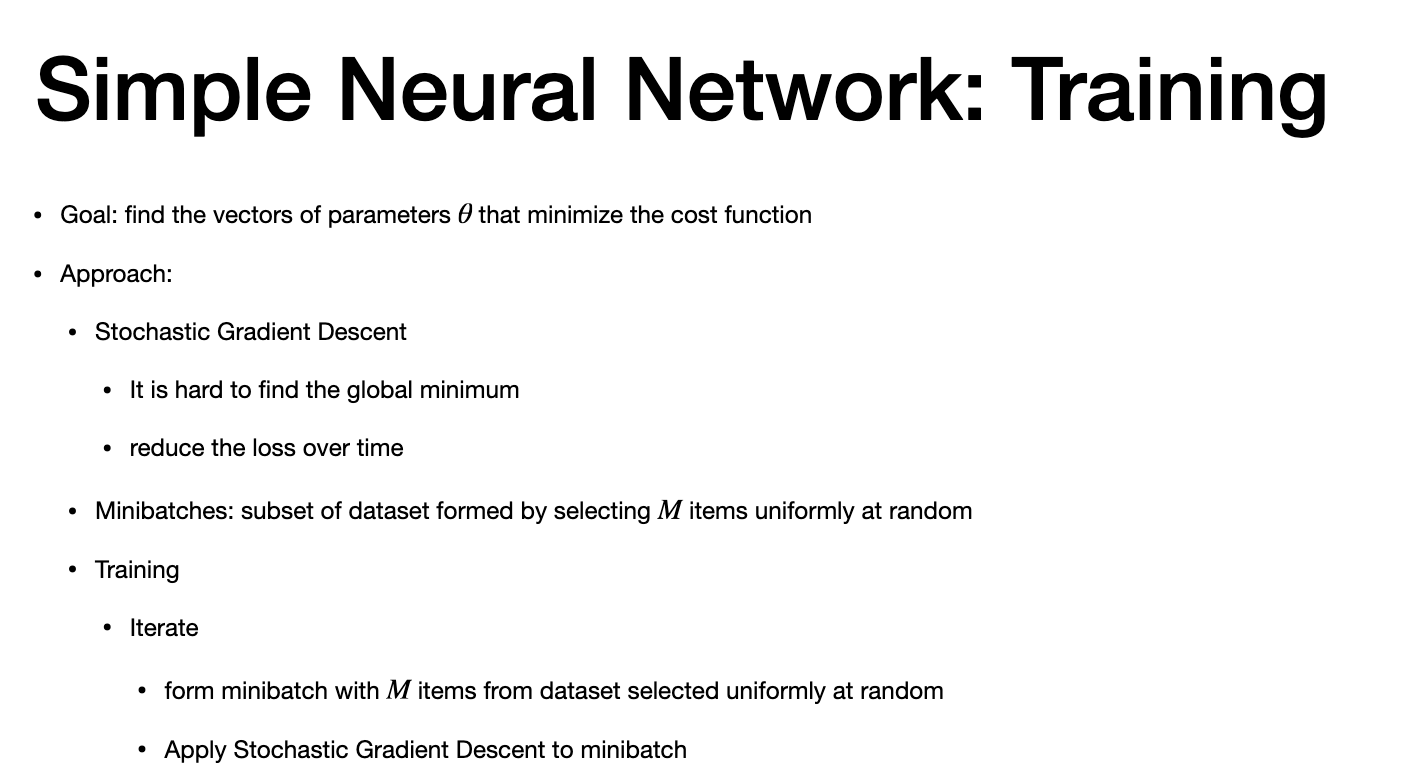 Simple Neural Network: Training
• Goal: find the vectors of parameters θ that minimize the cost function
• Approach:
• Stochastic Gradient Descent
• It is hard to find the global minimum
• reduce the loss over time
• Minibatches: subset of dataset formed by selecting M items uniformly at random
• Training
• Iterate
• form minibatch with M items from dataset selected uniformly at random
• Apply Stochastic Gradient Descent to minibatch